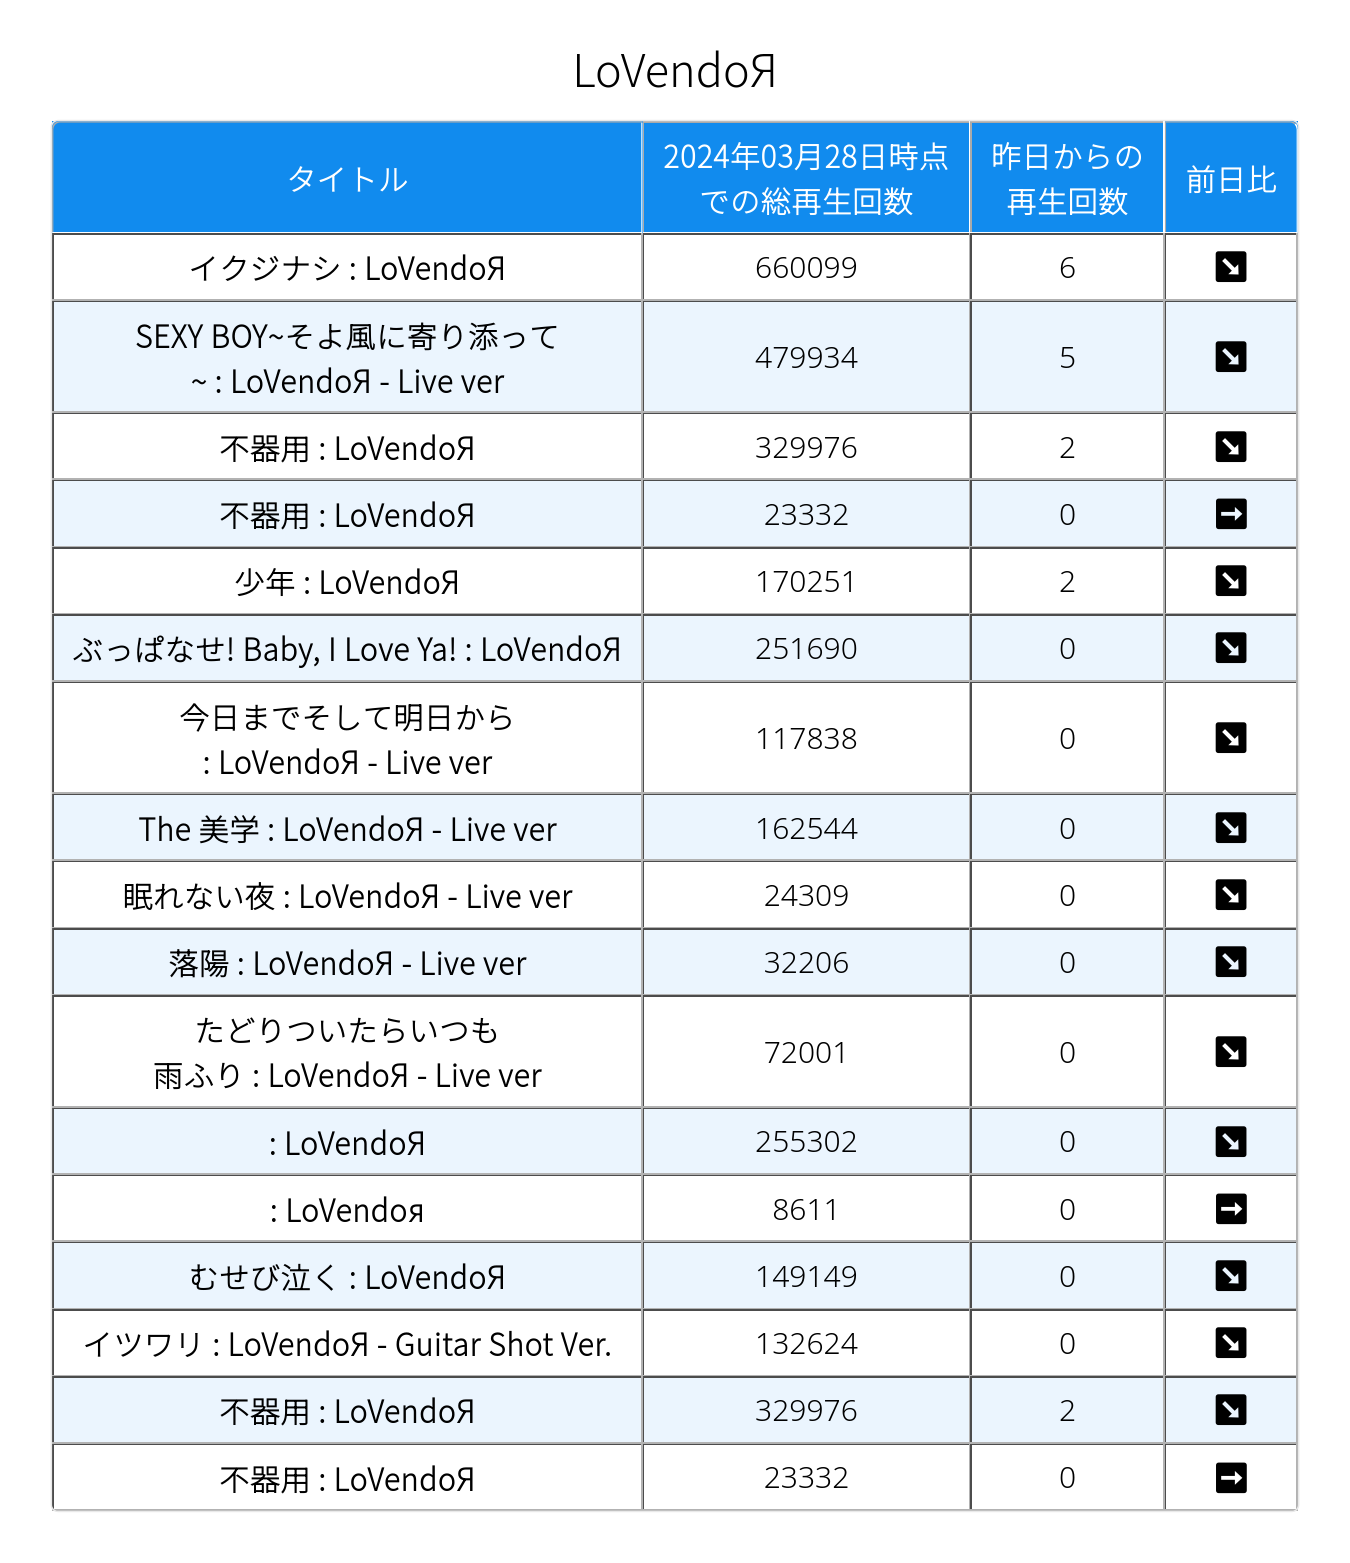 LoVendoЯ
タイトル
2024年03月28日時点
での総再生回数
昨日からの
再生回数
前日比
イクジナシ : LoVendoЯ
660099
6
SEXY BOY~そよ風に寄り添って
~ : LoVendoЯ - Live ver
479934
5
不器用 : LoVendoЯ
329976
2
不器用 : LoVendoЯ
23332
0
少年 : LoVendoЯ
170251
2
ぶっぱなせ! Baby, I Love Ya! : LoVendoЯ
251690
0
今日までそして明日から
: LoVendoЯ - Live ver
117838
0
The 美学 : LoVendoЯ - Live ver
162544
0
眠れない夜 : LoVendoЯ - Live ver
24309
0
落陽 : LoVendoЯ - Live ver
32206
0
たどりついたらいつも
雨ふり : LoVendoЯ - Live ver
72001
0
: LoVendoЯ
255302
0
: LoVendoя
8611
0
むせび泣く : LoVendoЯ
149149
0
イツワリ : LoVendoЯ - Guitar Shot Ver.
132624
0
不器用 : LoVendoЯ
329976
2
不器用 : LoVendoЯ
23332
0